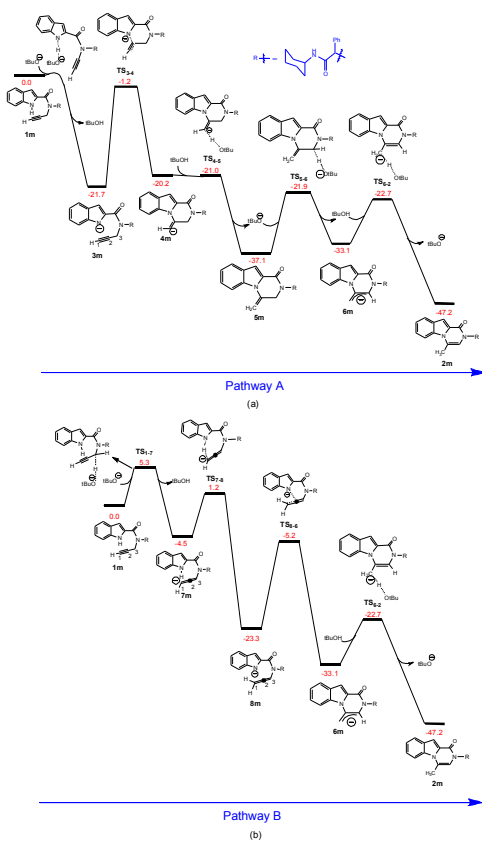 R = N H O Ph
TS3-4
-1.2
tBuO⊖
0.0
tBuOH
1m
-21.7
3m
-20.2
tBuOH
4m
TS4-5
-21.0
OtBu
tBuO⊖
-37.1
5m
TS5-6
-21.9
tBuO⊖
tBuOH
-33.1
6m
TS6-2
-22.7
OtBu
tBuO⊖
-47.2
2m
Pathway A
(a)
TS1-7
5.3
tBuO⊖
tBuO⊖
0.0
1m
tBuOH
-4.5
7m
TS7-8
1.2
-23.3
8m
-5.2
tBuOH
-33.1
6m
OtBu
TS6-2
-22.7
tBuO⊖
-47.2
2m
Pathway B
(b)